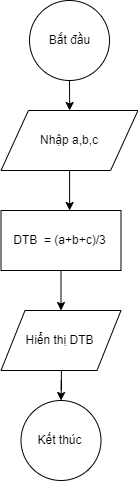 Bắt đầu
Nhập a,b,c
DTB = (a+b+c)/3
Hiển thị DTB
Kết thúc